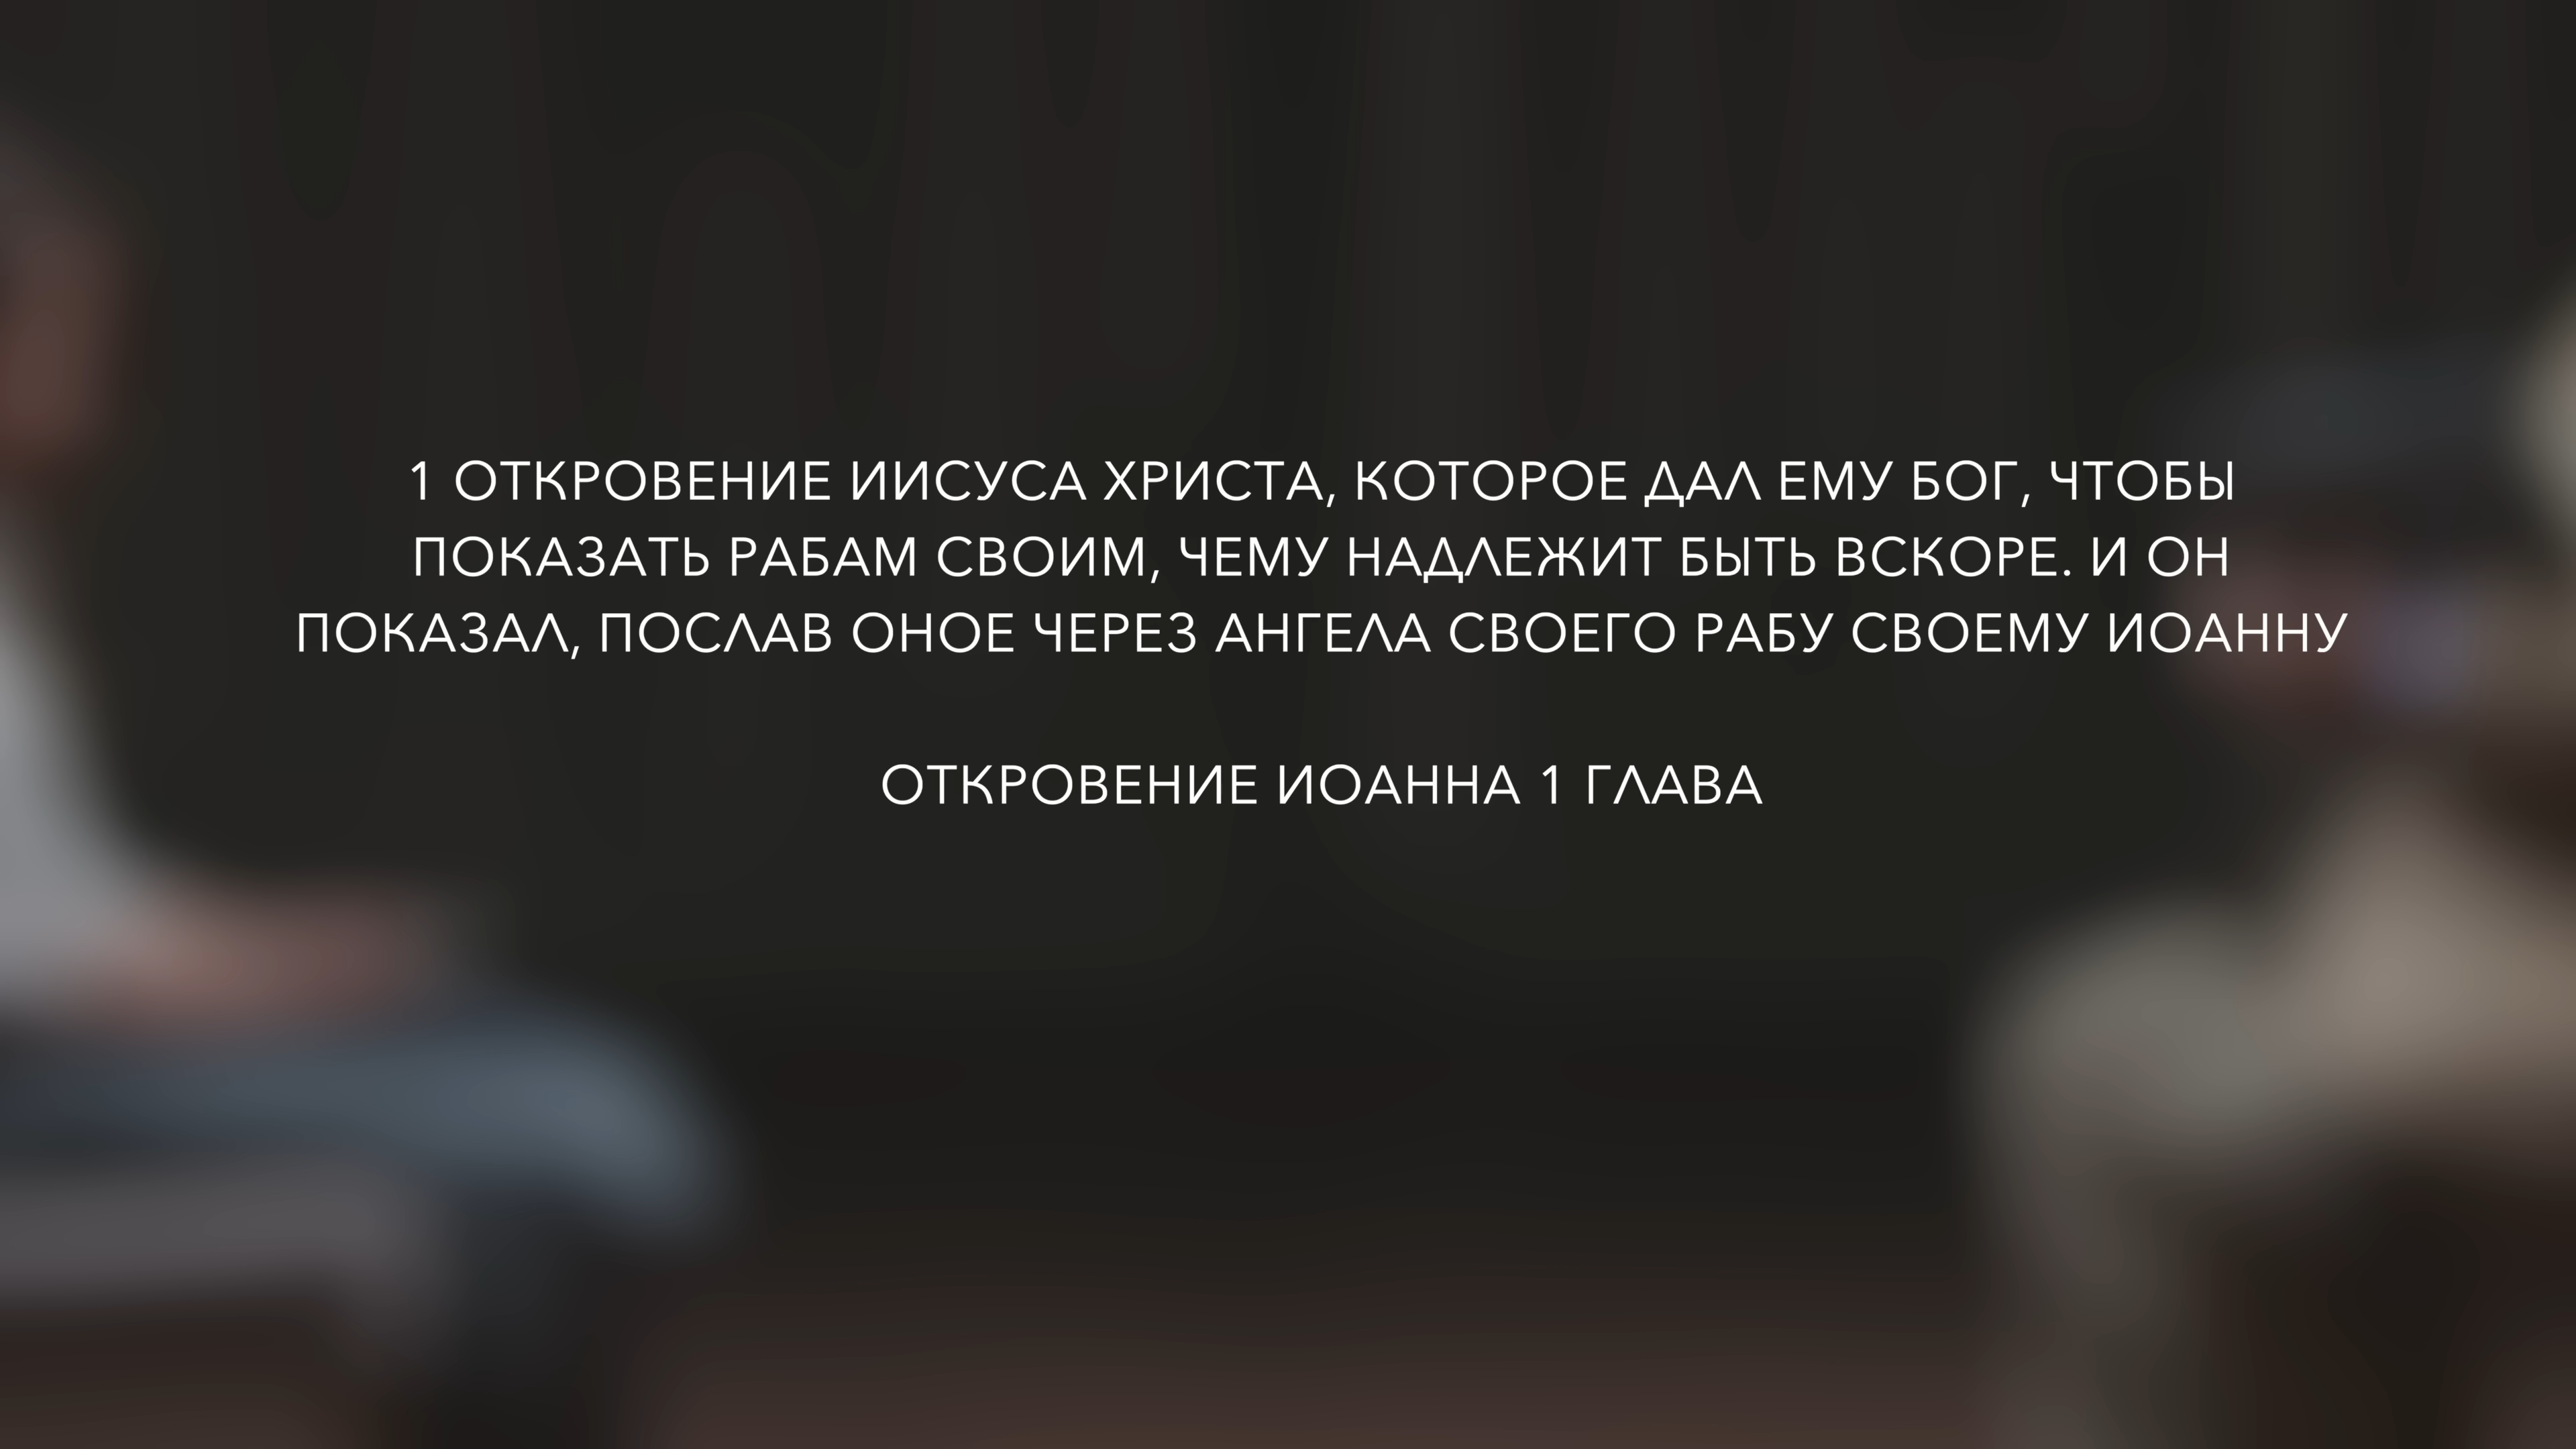 1 ОТКРОВЕНИЕ ИИСУСА ХРИСТА, КОТОРОЕ ДАЛ ЕМУ БОГ, ЧТОБЫ
ПОКАЗАТЬ РАБАМ СВОИМ, ЧЕМУ НАДЛЕЖИТ БЫТЬ ВСКОРЕ. И ОН
ПОКАЗАЛ, ПОСЛАВ ОНОЕ ЧЕРЕЗ АНГЕЛА СВОЕГО РАБУ СВОЕМУ ИОАННУ
ОТКРОВЕНИЕ ИОАННА 1 ГЛАВА